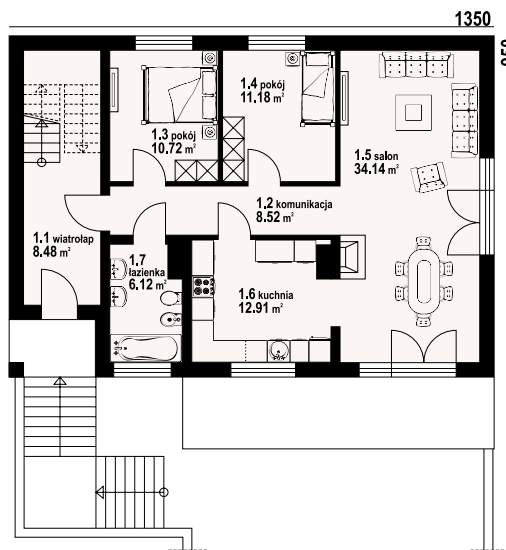 1350
950
1.4 pokój
11.18 m²
1.3 pokój
10.72 m²
1.5 salon
34.14 m²
1.2 komunikacja
8.52 m²
1.1 wiatrołap
8.48 m²
1.7
łazienka
6.12 m²
1.6 kuchnia
12.91 m²